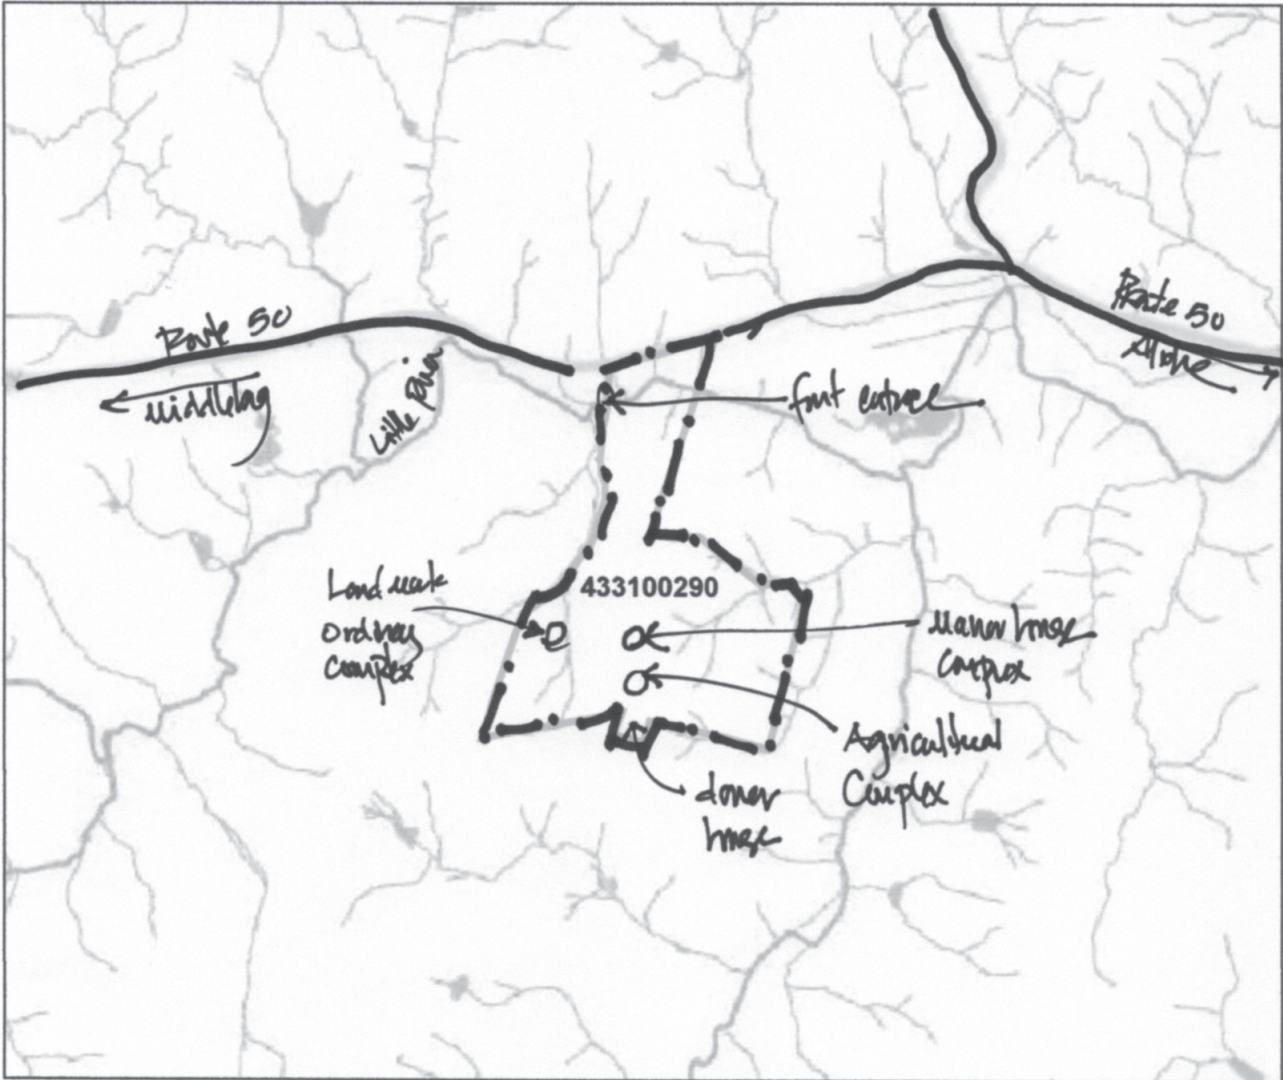 Route 50
Route 50
Aldie
Middleburg
Little River
front entrance
433100290
Landmark
Ordinary
Complex
Manor house
Complex
Agricultural
Complex
donor
house